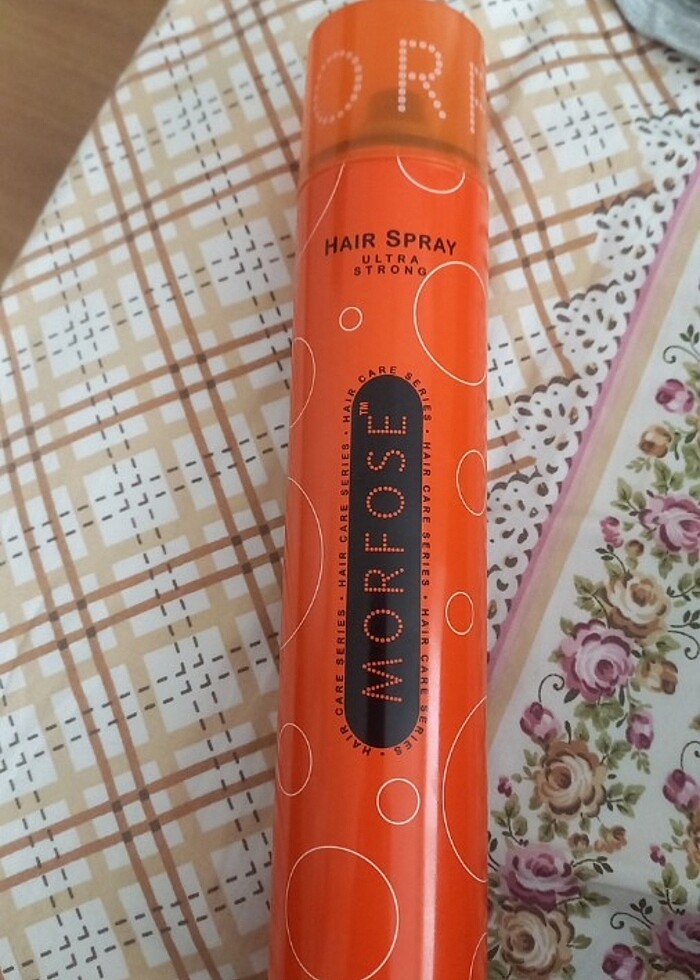 ORF
HAIR SPRAY
ULTRA
STRONG
HAIR CARE SERIES • HAIR CARE SERIES • HAIR CARE SERIES • HAIR CARE SERIES • HAIR CARE SERIES • HAIR CARE SERIES •
MORFOSE™